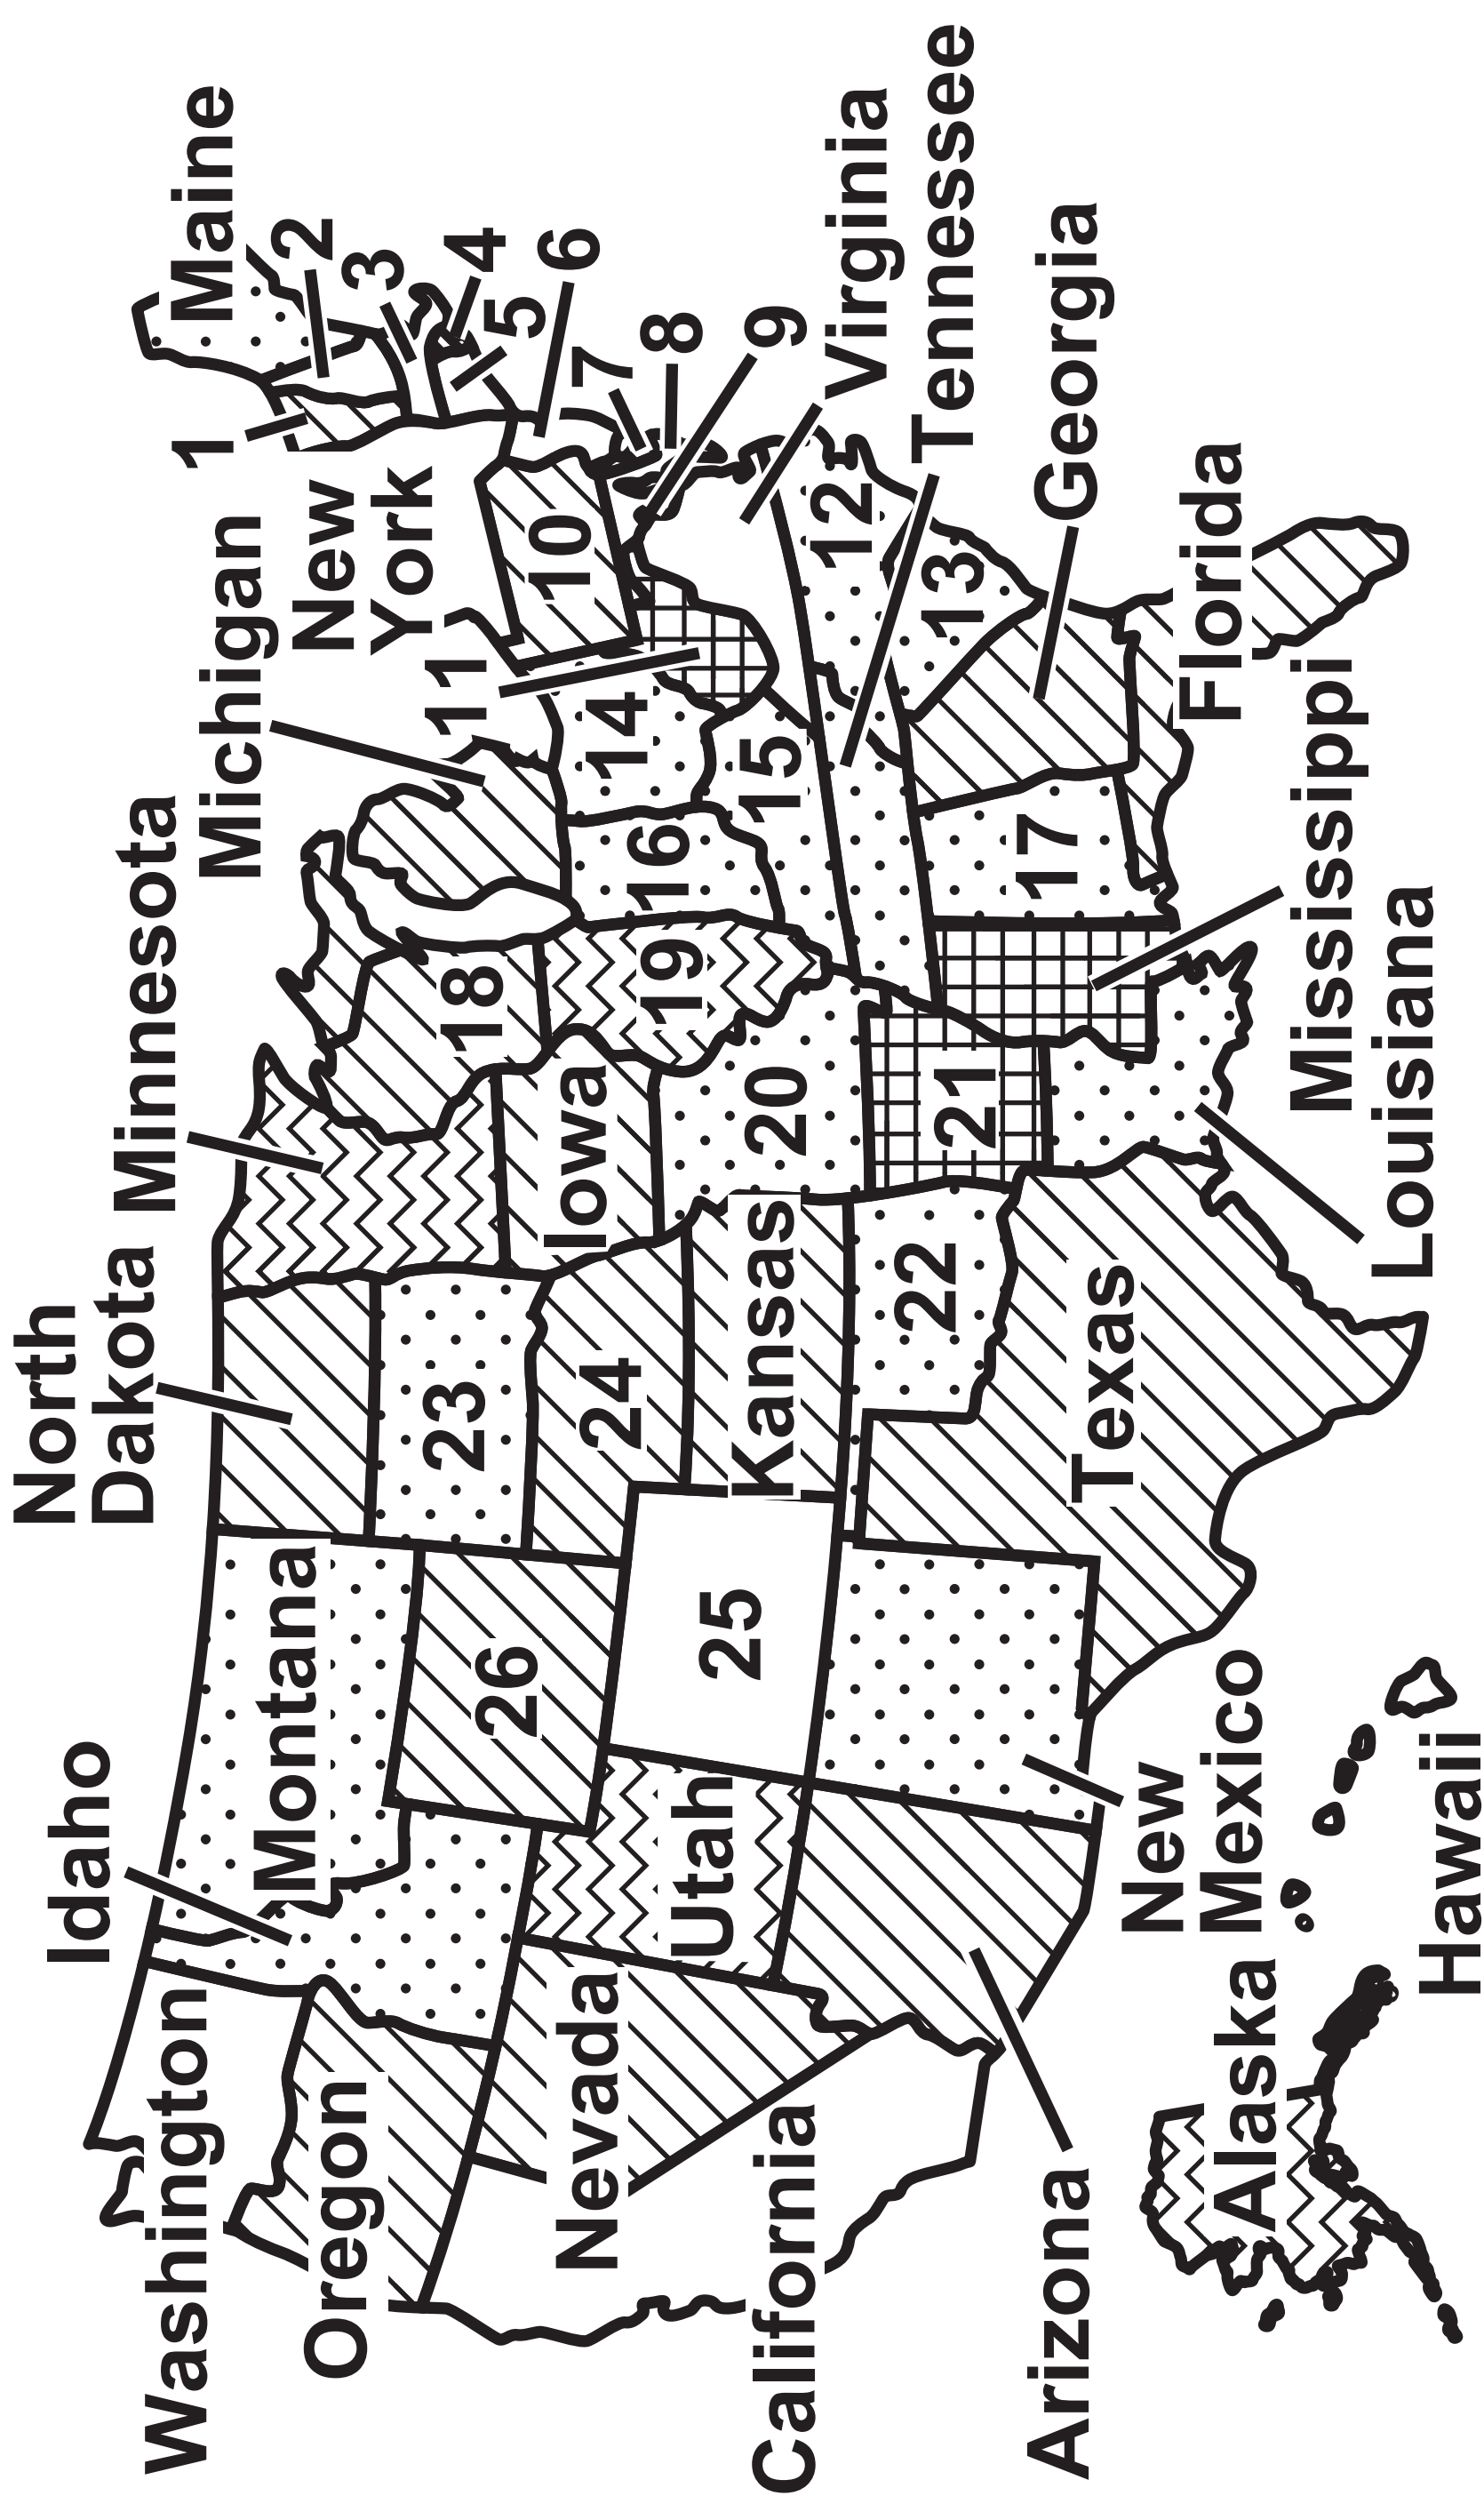 Washington
Idaho
North
Dakota
Minnesota
Michigan
New
York
1
Maine
2
3
4
5
6
7
8
9
10
11
Montana
Oregon
23
18
Iowa
14
26
24
16
19
15
Nevada
Utah
25
Kansas
20
Virginia
12
Tennessee
13
California
22
21
17
Georgia
Florida
Texas
Arizona
New
Mexico
Mississippi
Louisiana
Alaska
Hawaii